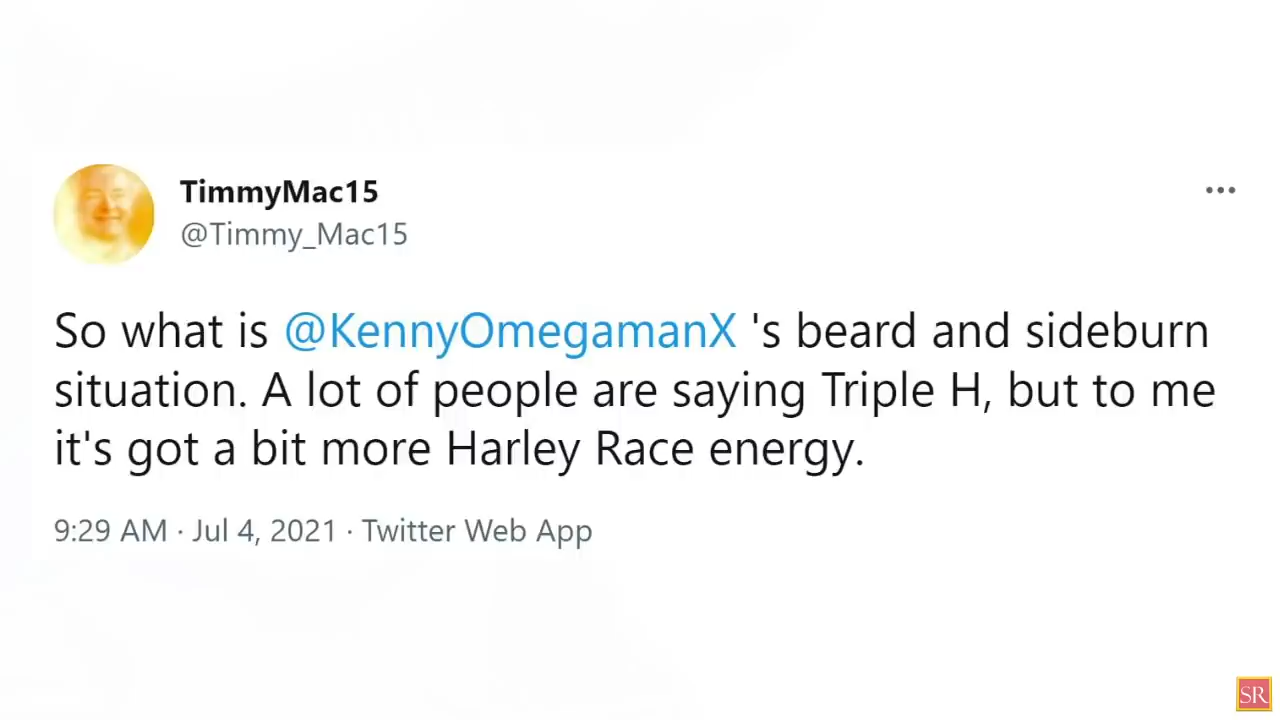 TimmyMac15
@Timmy_Mac15
So what is @KennyOmegamanX 's beard and sideburn
situation. A lot of people are saying Triple H, but to me
it's got a bit more Harley Race energy.
9:29 AM · Jul 4, 2021 · Twitter Web App
SR